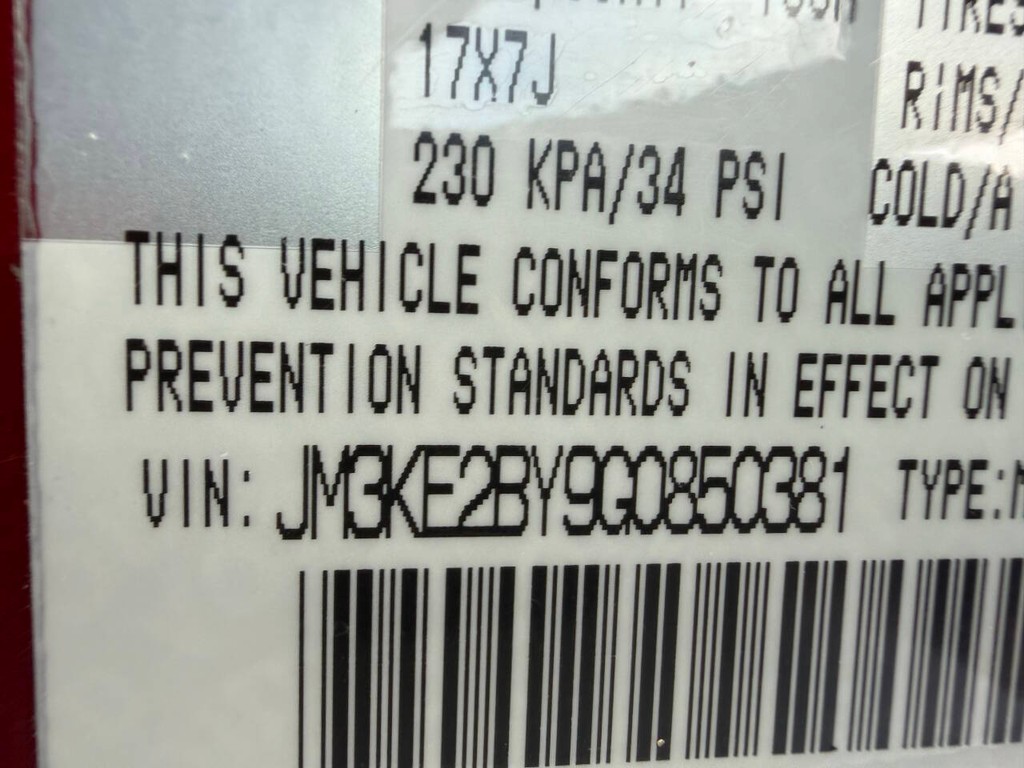 17X7J RIMS/
230 KPA/34 PSI COLD/A
THIS VEHICLE CONFORMS TO ALL APPL
PREVENTION STANDARDS IN EFFECT ON
VIN: JM3KE2BY9G0850381 TYPE: